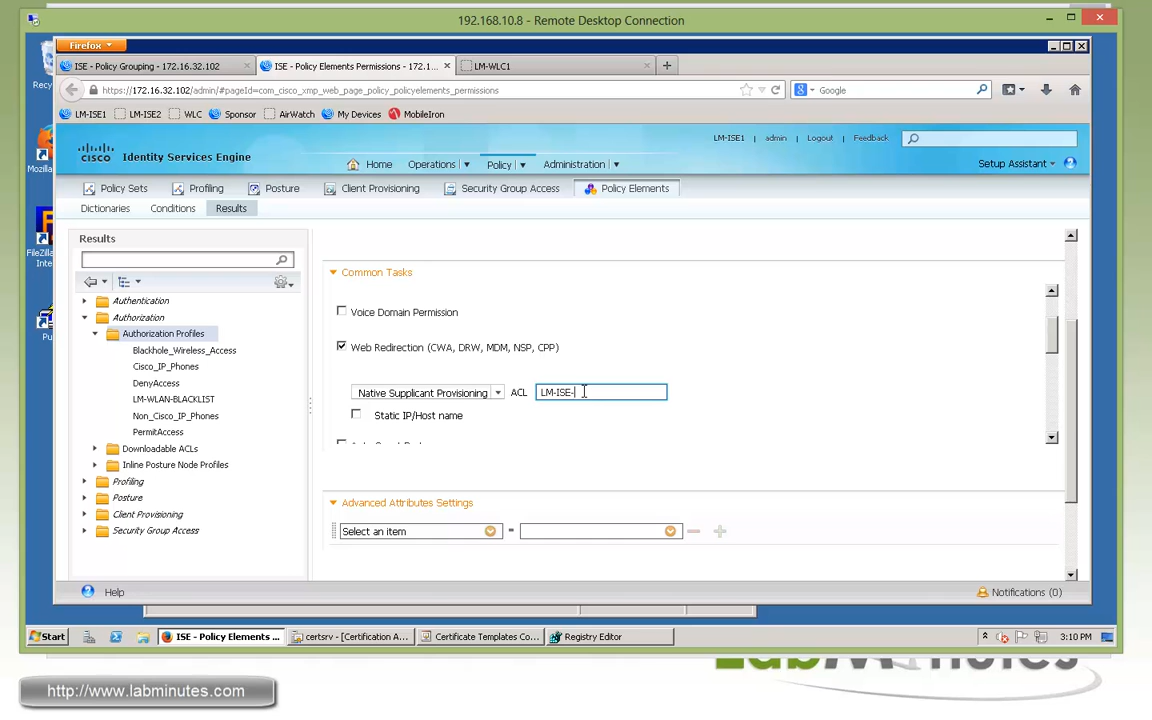 192.168.10.8 - Remote Desktop Connection
Firefox
ISE - Policy Grouping - 172.16.32.102
ISE - Policy Elements Permissions - 172.1...
LM-WLC1
https://172.16.32.102/admin/#pageId=com_cisco_xmp_web_page_policy_policyelements_permissions
Google
LM-ISE1
LM-ISE2
WLC
Sponsor
AirWatch
My Devices
MobileIron
Recyc
Mozilla
FileZilla
Inte
Pu
CISCO Identity Services Engine
LM-ISE1 admin Logout Feedback
Home Operations Policy Administration
Setup Assistant
Policy Sets Profiling Posture Client Provisioning Security Group Access Policy Elements
Dictionaries Conditions Results
Results
Authentication
Authorization
Authorization Profiles
Blackhole_Wireless_Access
Cisco_IP_Phones
DenyAccess
LM-WLAN-BLACKLIST
Non_Cisco_IP_Phones
PermitAccess
Downloadable ACLs
Inline Posture Node Profiles
Profiling
Posture
Client Provisioning
Security Group Access
Common Tasks
Voice Domain Permission
Web Redirection (CWA, DRW, MDM, NSP, CPP)
Native Supplicant Provisioning ACL LM-ISE-
Static IP/Host name
Advanced Attributes Settings
Select an item =
Help
Notifications (0)
Start
ISE - Policy Elements ...
certsrv - [Certification A...
Certificate Templates Co...
Registry Editor
3:10 PM
LabMinutes
http://www.labminutes.com